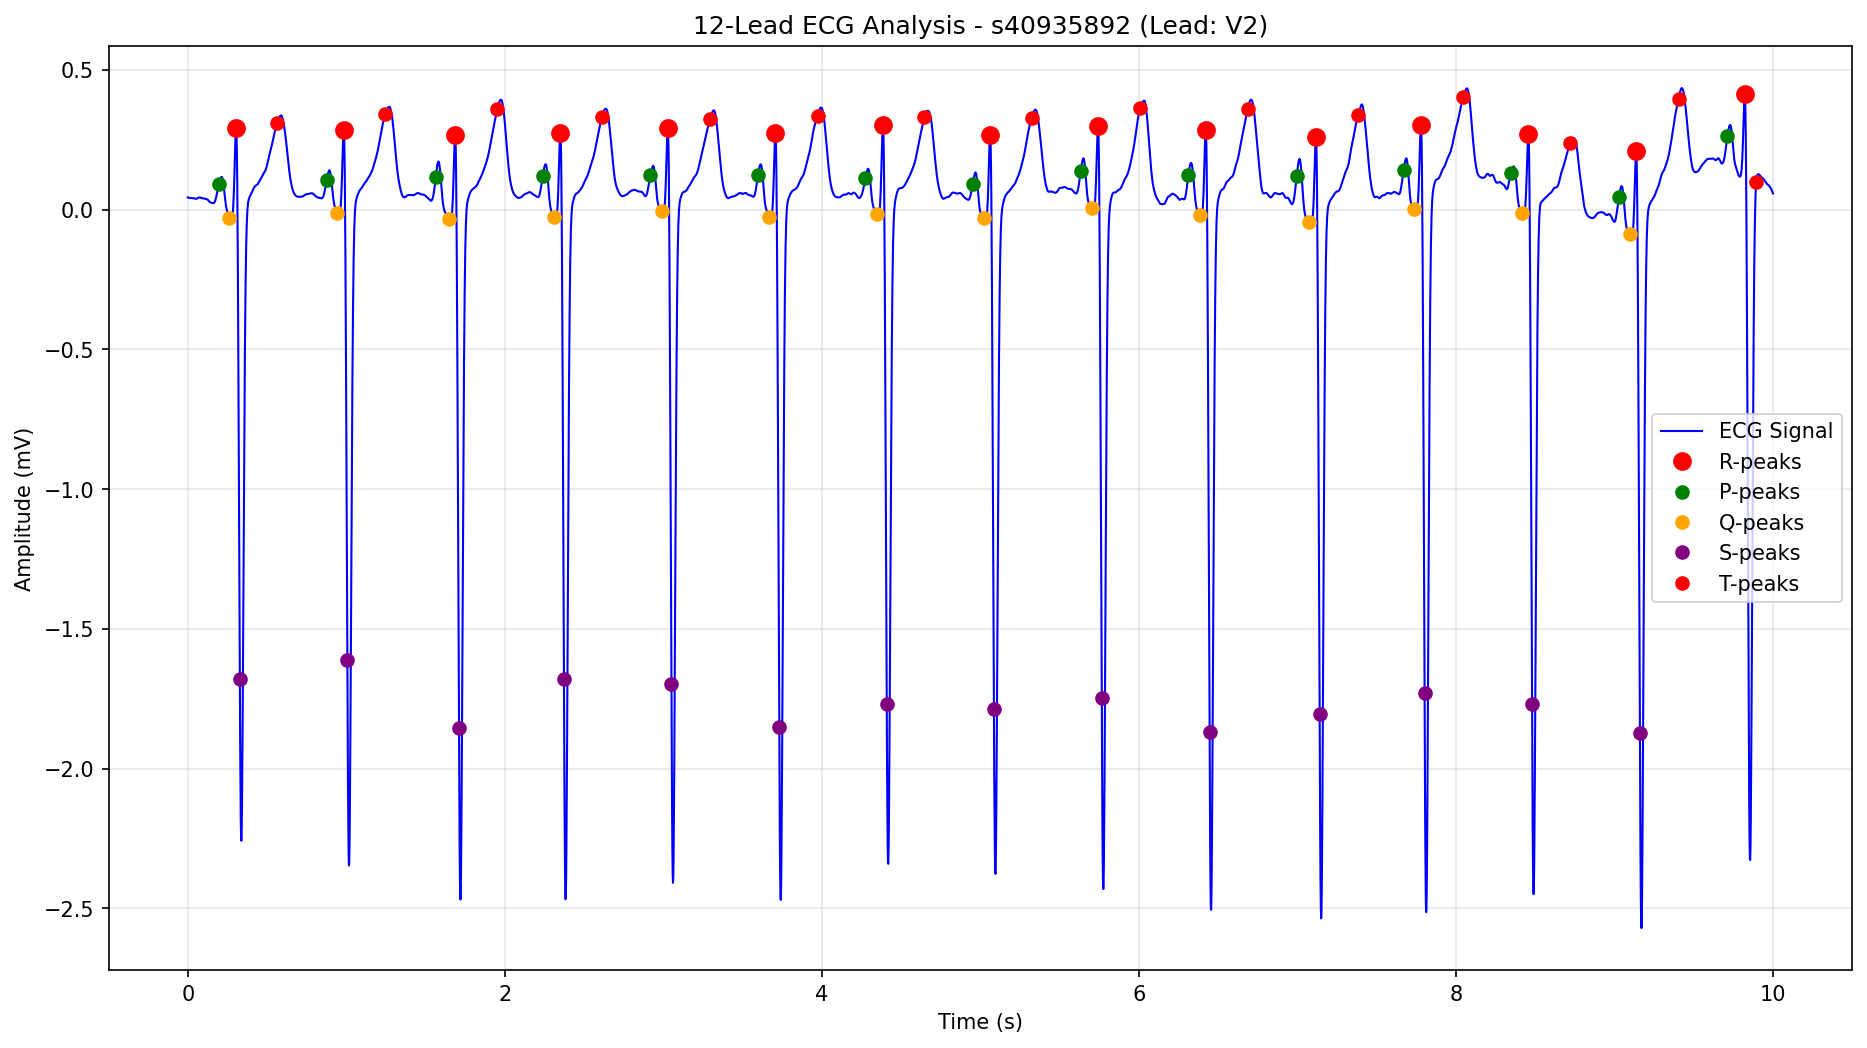 12-Lead ECG Analysis - s40935892 (Lead: V2)
Amplitude (mV)
0.5
0.0
−0.5
−1.0
−1.5
−2.0
−2.5
ECG Signal
R-peaks
P-peaks
Q-peaks
S-peaks
T-peaks
0 2 4 6 8 10
Time (s)